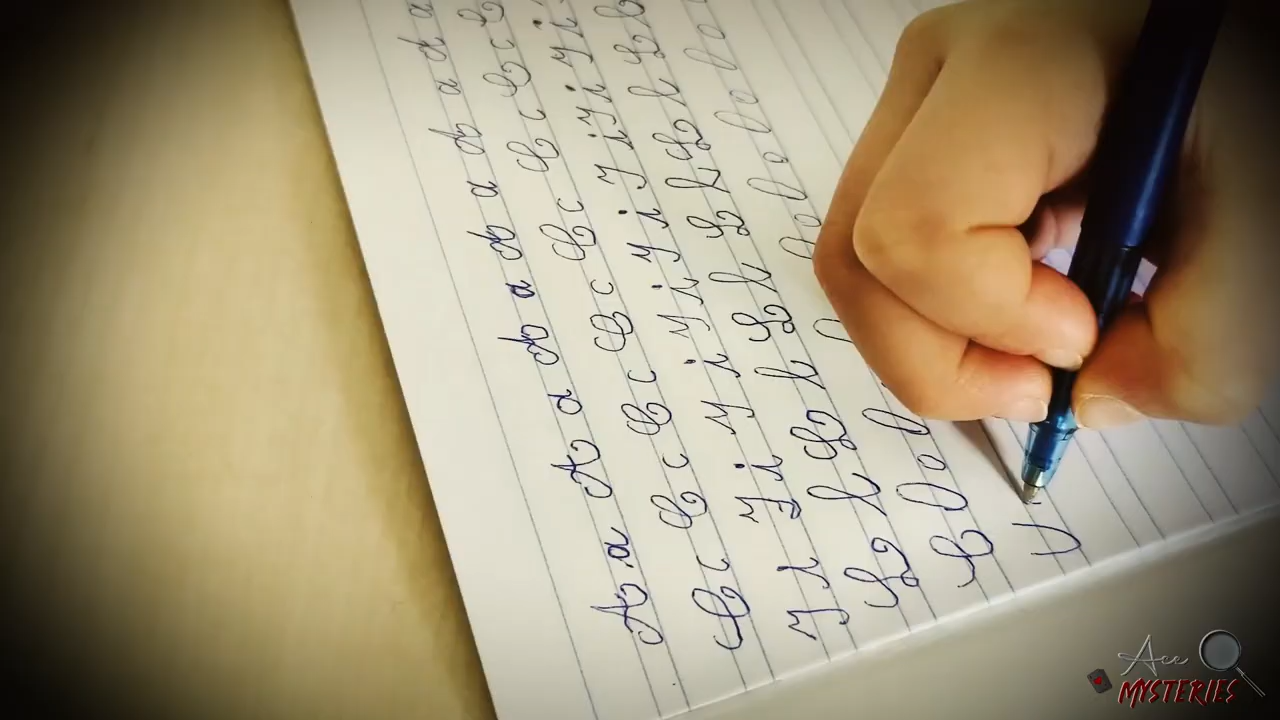 A a A a A a A a A a A a
C c C c C c C c C c C c C c C
J i J i J i J i J i J i J i J i
L l L l L l L l L l L l L
O o O o O o O o O o
Ace
MYSTERIES